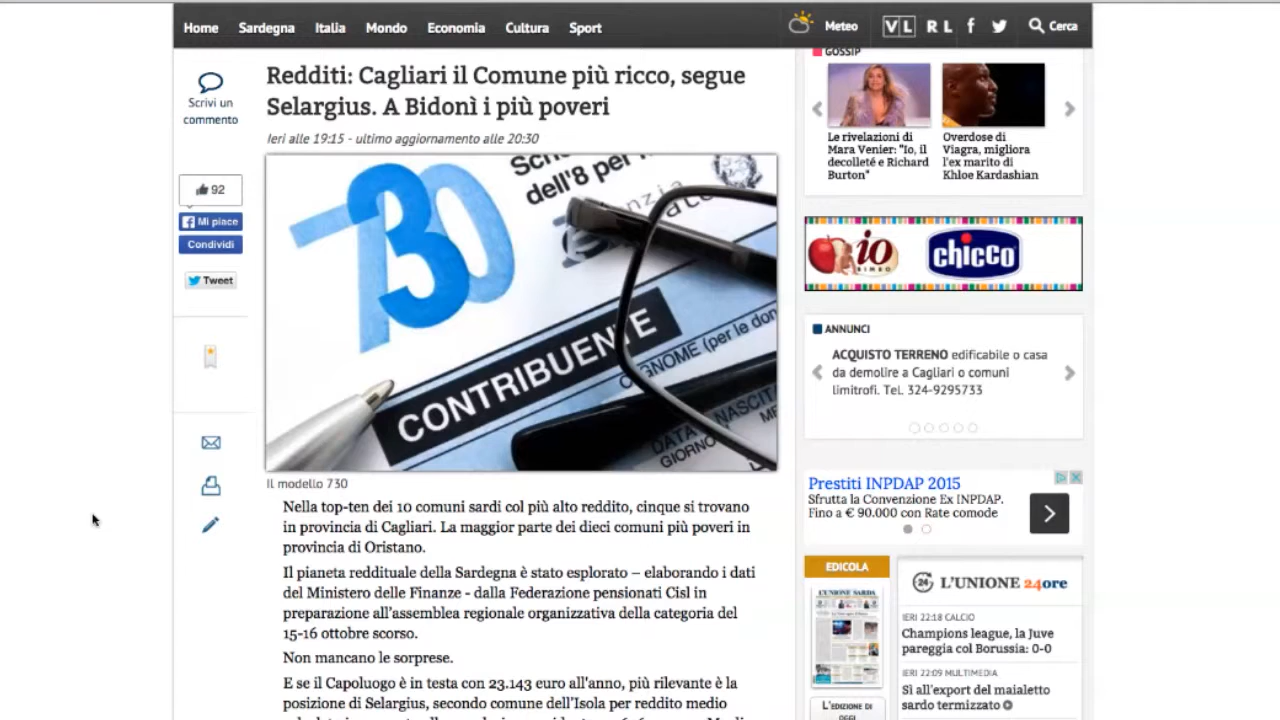 Home Sardegna Italia Mondo Economia Cultura Sport Meteo VL RL f Cerca
Scrivi un
commento
92
Mi piace
Condividi
Tweet
Redditi: Cagliari il Comune più ricco, segue
Selargius. A Bidonì i più poveri
Ieri alle 19:15 - ultimo aggiornamento alle 20:30
730
dell'8 per
CONTRIBUENTE
COGNOME (per le don
DATA
NASCITA
GIORNO
Il modello 730
Nella top-ten dei 10 comuni sardi col più alto reddito, cinque si trovano
in provincia di Cagliari. La maggior parte dei dieci comuni più poveri in
provincia di Oristano.
Il pianeta reddituale della Sardegna è stato esplorato – elaborando i dati
del Ministero delle Finanze - dalla Federazione pensionati Cisl in
preparazione all'assemblea regionale organizzativa della categoria del
15-16 ottobre scorso.
Non mancano le sorprese.
E se il Capoluogo è in testa con 23.143 euro all'anno, più rilevante è la
posizione di Selargius, secondo comune dell'Isola per reddito medio
GOSSIP
Le rivelazioni di
Mara Venier: "Io, il
decolleté e Richard
Burton"
Overdose di
Viagra, migliora
l'ex marito di
Khloe Kardashian
io
BIMBO
chicco
ANNUNCI
ACQUISTO TERRENO edificabile o casa
da demolire a Cagliari o comuni
limitrofi. Tel. 324-9295733
Prestiti INPDAP 2015
Sfrutta la Convenzione Ex INPDAP.
Fino a € 90.000 con Rate comode
EDICOLA
L'UNIONE SARDA
L'EDIZIONE DI
OGGI
24 L'UNIONE 24ore
IERI 22:18 CALCIO
Champions league, la Juve
pareggia col Borussia: 0-0
IERI 22:09 MULTIMEDIA
Sì all'export del maialetto
sardo termizzato